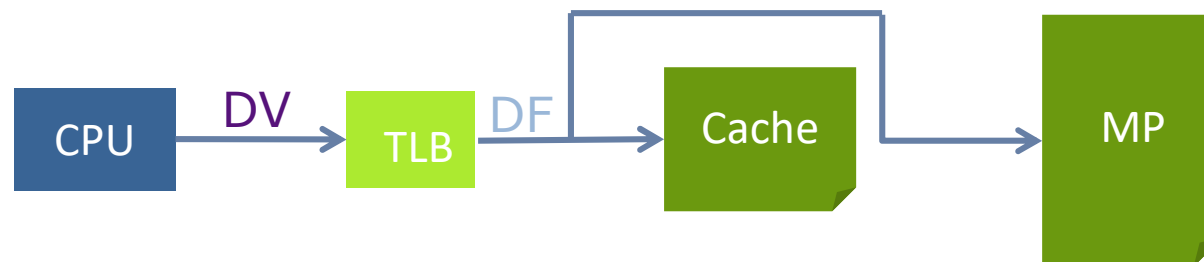 CPU
DV
TLB
DF
Cache
MP